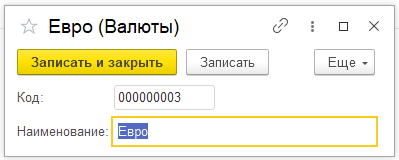 Евро (Валюты)
Записать и закрыть Записать Еще
Код: 000000003
Наименование: Евро